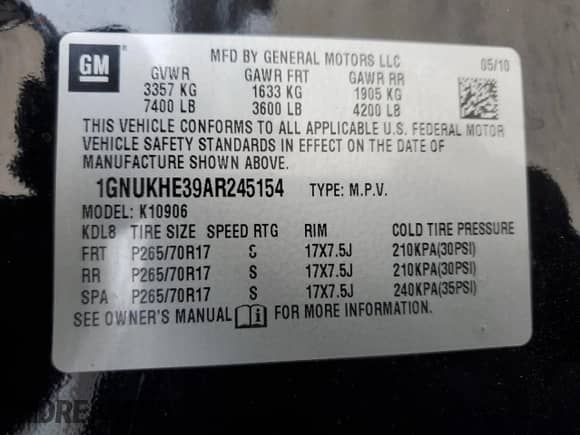 GM
MFD BY GENERAL MOTORS LLC
05/10
GVWR GAWR FRT GAWR RR
3357 KG 1633 KG 1905 KG
7400 LB 3600 LB 4200 LB
THIS VEHICLE CONFORMS TO ALL APPLICABLE U.S. FEDERAL MOTOR
VEHICLE SAFETY STANDARDS IN EFFECT ON THE DATE OF
MANUFACTURE SHOWN ABOVE.
1GNUKHE39AR245154 TYPE: M.P.V.
MODEL: K10906
KDL8 TIRE SIZE SPEED RTG RIM COLD TIRE PRESSURE
FRT P265/70R17 S 17X7.5J 210KPA(30PSI)
RR P265/70R17 S 17X7.5J 210KPA(30PSI)
SPA P265/70R17 S 17X7.5J 240KPA(35PSI)
SEE OWNER'S MANUAL FOR MORE INFORMATION.